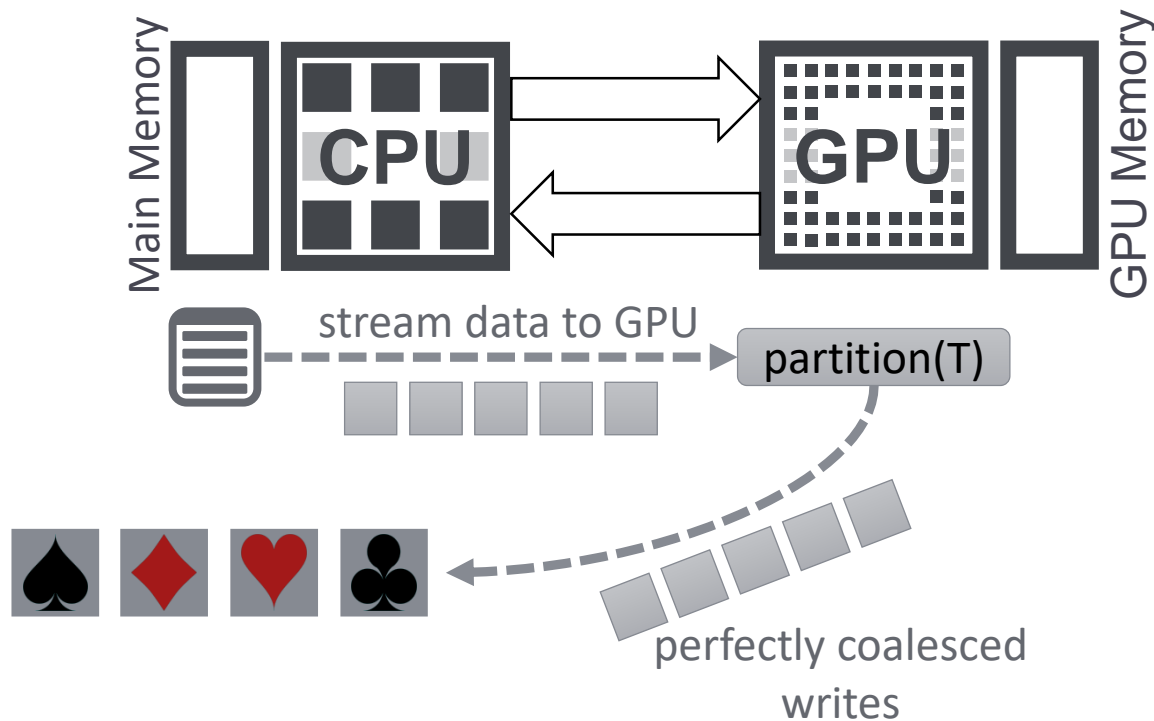 Main Memory
CPU
GPU
GPU Memory
stream data to GPU
partition(T)
perfectly coalesced
writes